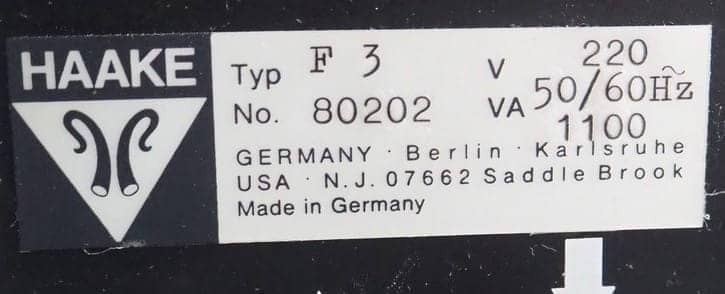 HAAKE
Typ F 3 V 220~
No. 80202 VA 50/60Hz
1100
GERMANY · Berlin · Karlsruhe
USA · N.J. 07662 Saddle Brook
Made in Germany